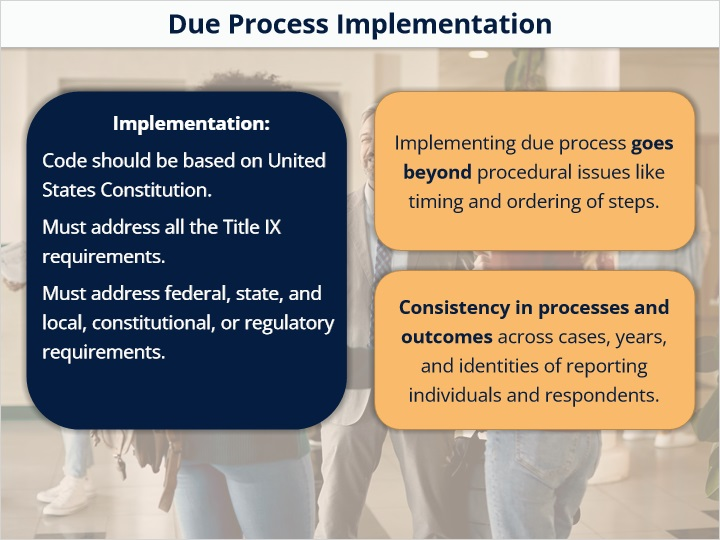 Due Process Implementation
Implementation:
Code should be based on United
States Constitution.
Must address all the Title IX
requirements.
Must address federal, state, and
local, constitutional, or regulatory
requirements.
Implementing due process goes
beyond procedural issues like
timing and ordering of steps.
Consistency in processes and
outcomes across cases, years,
and identities of reporting
individuals and respondents.